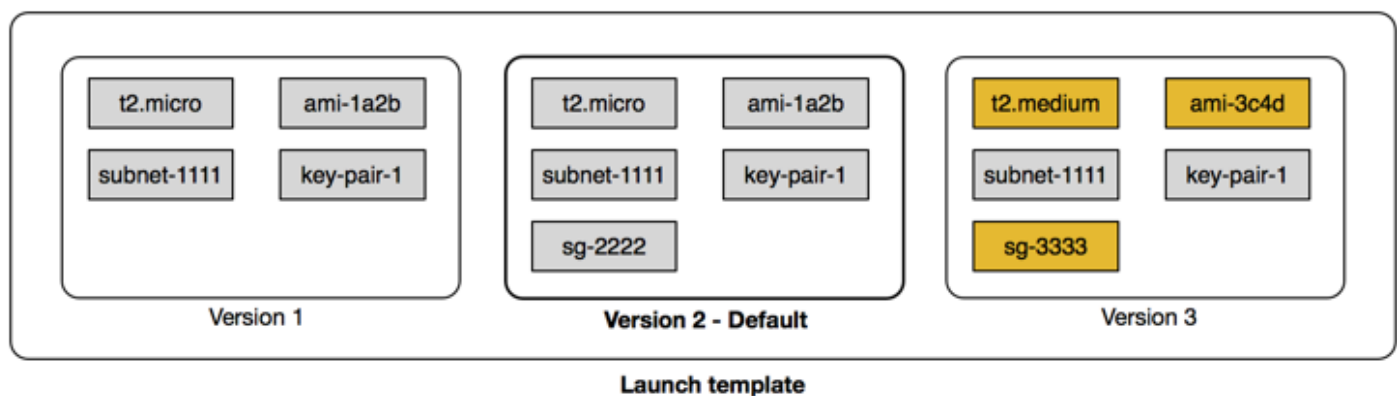 t2.micro
ami-1a2b
subnet-1111
key-pair-1
Version 1
t2.micro
ami-1a2b
subnet-1111
key-pair-1
sg-2222
Version 2 - Default
t2.medium
ami-3c4d
subnet-1111
key-pair-1
sg-3333
Version 3
Launch template